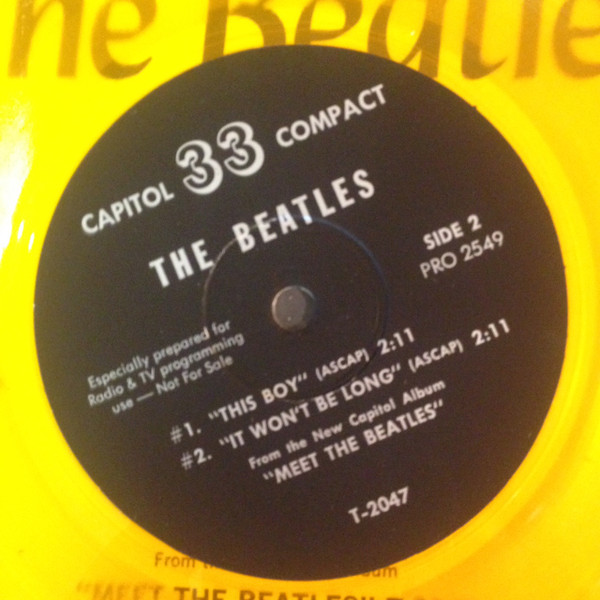 The Beatle
CAPITOL 33 COMPACT
THE BEATLES
SIDE 2
PRO 2549
Especially prepared for
Radio & TV programming
use — Not For Sale
#1. "THIS BOY" (ASCAP) 2:11
#2. "IT WON'T BE LONG" (ASCAP) 2:11
From the New Capitol Album
"MEET THE BEATLES"
T-2047
From
"MEET THE BEATLES!"